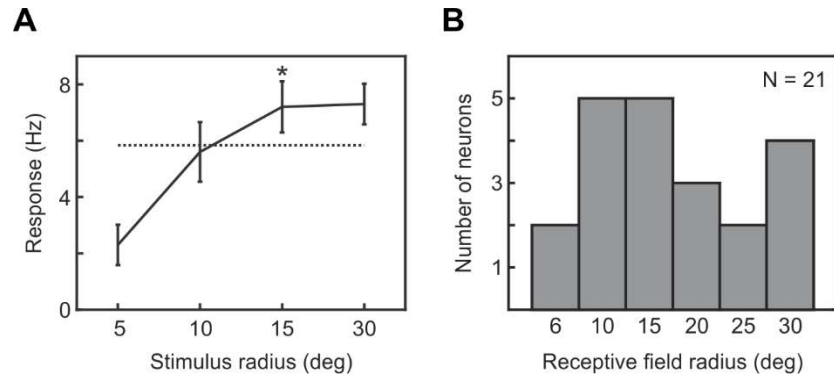 A
8
4
0
Response (Hz)
*
5 10 15 30
Stimulus radius (deg)
B
N = 21
5
3
1
Number of neurons
6 10 15 20 25 30
Receptive field radius (deg)